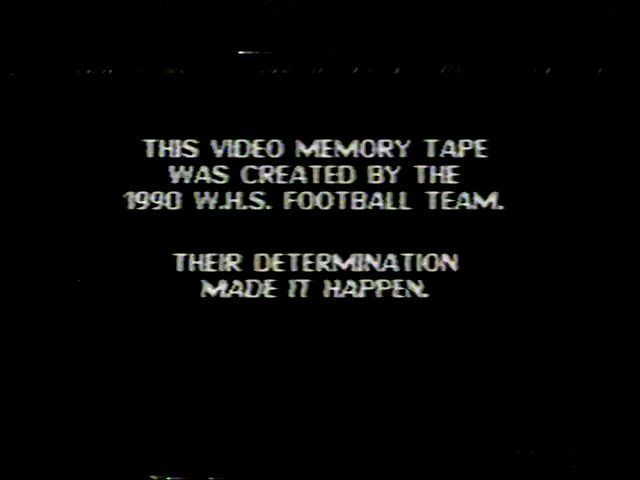 THIS VIDEO MEMORY TAPE
WAS CREATED BY THE
1990 W.H.S. FOOTBALL TEAM.
THEIR DETERMINATION
MADE IT HAPPEN.